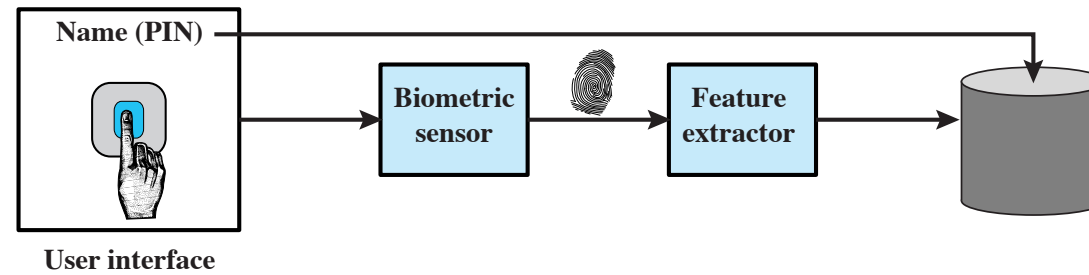 Name (PIN)
Biometric
sensor
Feature
extractor
User interface